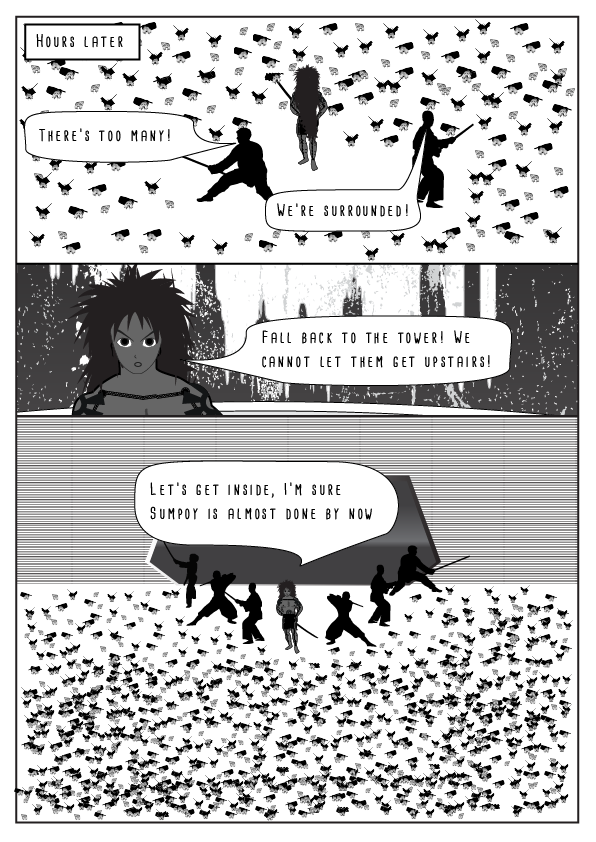 Hours later
There's too many!
We're surrounded!
Fall back to the tower! We
cannot let them get upstairs!
Let's get inside, I'm sure
Sumpoy is almost done by now